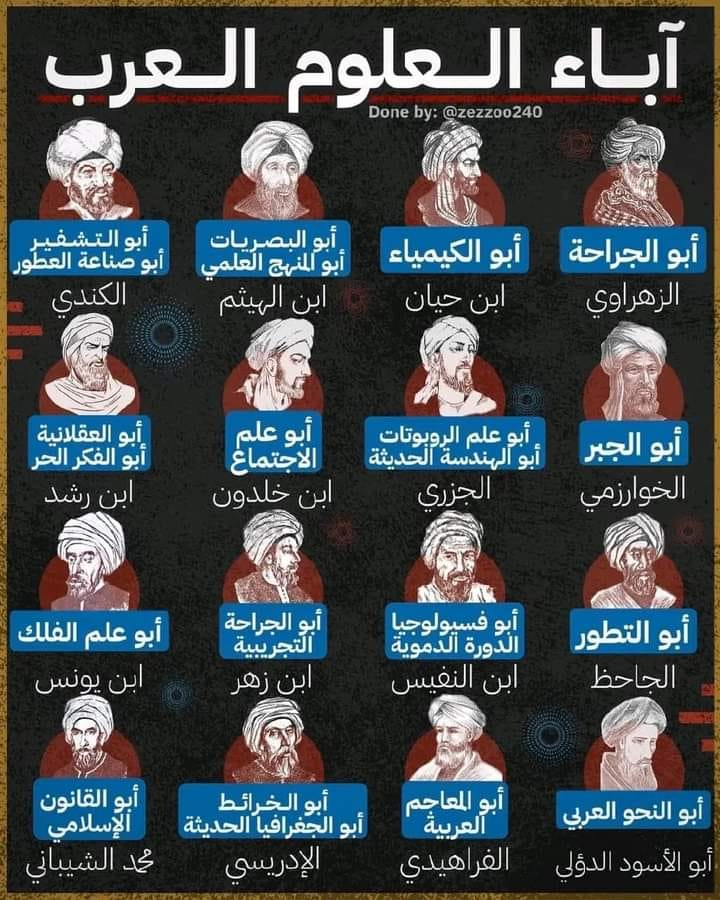 آباء العلوم العرب
Done by: @zezzoo240
أبو الجراحة
الزهراوي
أبو الكيمياء
ابن حيان
أبو البصريات
أبو المنهج العلمي
ابن الهيثم
أبو التشفير
أبو صناعة العطور
الكندي
أبو الجبر
الخوارزمي
أبو علم الروبوتات
أبو الهندسة الحديثة
الجزري
أبو علم
الاجتماع
ابن خلدون
أبو العقلانية
أبو الفكر الحر
ابن رشد
أبو التطور
الجاحظ
أبو فسيولوجيا
الدورة الدموية
ابن النفيس
أبو الجراحة
التجريبية
ابن زهر
أبو علم الفلك
ابن يونس
أبو النحو العربي
أبو الأسود الدؤلي
أبو المعاجم
العربية
الفراهيدي
أبو الخرائط
أبو الجغرافيا الحديثة
الإدريسي
أبو القانون
الإسلامي
محمد الشيباني